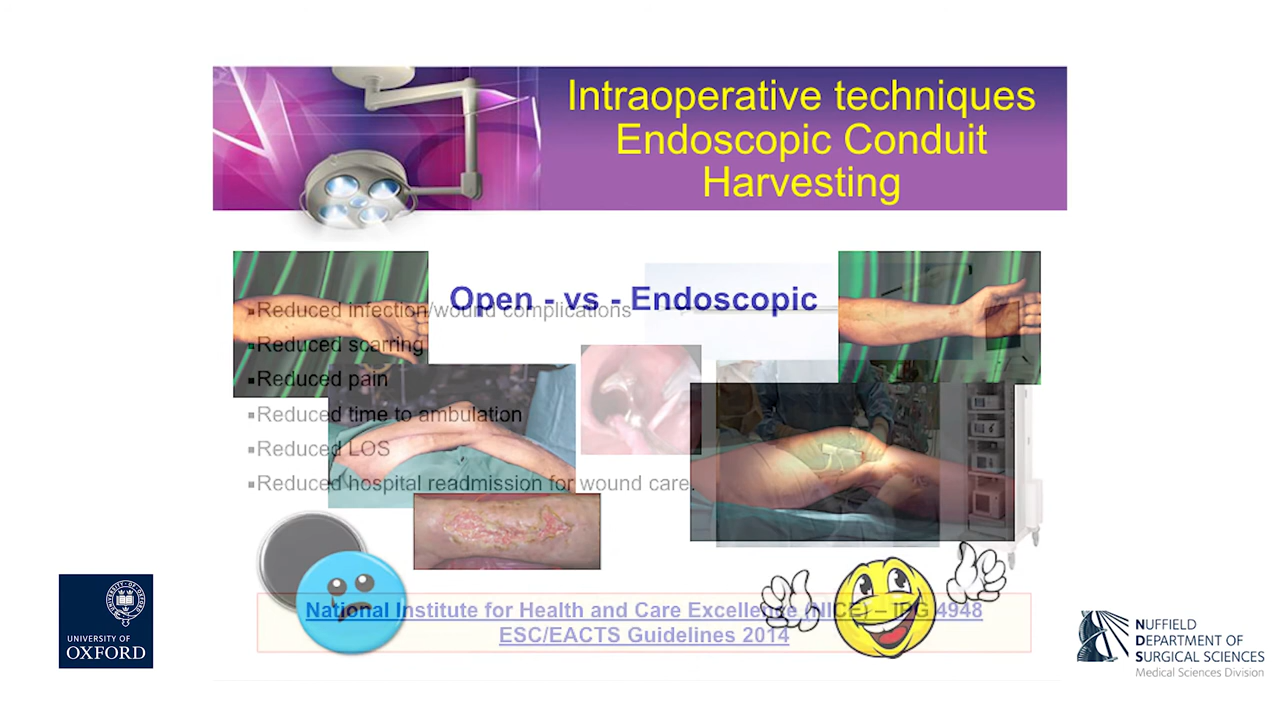 Intraoperative techniques
Endoscopic Conduit
Harvesting
Open - vs - Endoscopic
▪Reduced infection/wound complications
▪Reduced scarring
▪Reduced pain
▪Reduced time to ambulation
▪Reduced LOS
▪Reduced hospital readmission for wound care.
National Institute for Health and Care Excellence (NICE) – IPG 4948
ESC/EACTS Guidelines 2014
UNIVERSITY OF
OXFORD
NUFFIELD
DEPARTMENT OF
SURGICAL SCIENCES
Medical Sciences Division